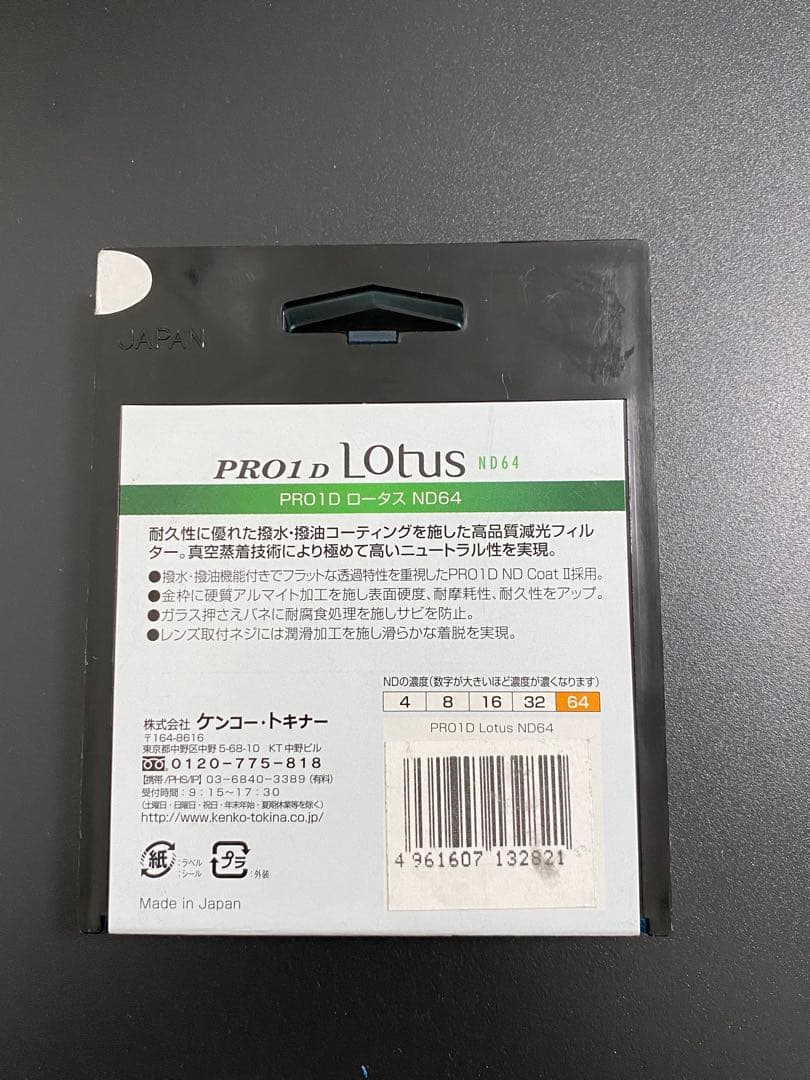 JAPAN
PRO1D Lotus ND64
PRO1D ロータス ND64
耐久性に優れた撥水・撥油コーティングを施した高品質減光フィル
ター。真空蒸着技術により極めて高いニュートラル性を実現。
●撥水・撥油機能付きでフラットな透過特性を重視したPRO1D ND Coat Ⅱ採用。
●金枠に硬質アルマイト加工を施し表面硬度、耐摩耗性、耐久性をアップ。
●ガラス押さえバネに耐腐食処理を施しサビを防止。
●レンズ取付ネジには潤滑加工を施し滑らかな着脱を実現。
NDの濃度(数字が大きいほど濃度が濃くなります)
4 8 16 32 64
PRO1D Lotus ND64
4 961607 132821
株式会社 ケンコー・トキナー
〒164-8616
東京都中野区中野5-68-10 KT中野ビル
0120-775-818
【携帯/PHS/IP】03-6840-3389(有料)
受付時間:9:15～17:30
(土曜日・日曜日・祝日・年末年始・夏期休業等を除く)
http://www.kenko-tokina.co.jp/
紙 :ラベル :シール プラ :外装
Made in Japan